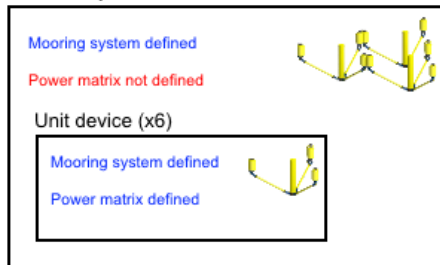 Mooring system defined
Power matrix not defined
Unit device (x6)
Mooring system defined
Power matrix defined